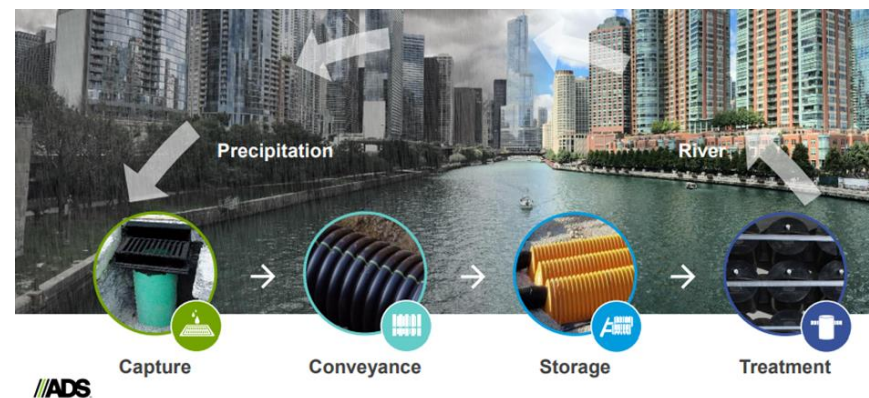 Precipitation
River
Capture
Conveyance
Storage
Treatment
ADS